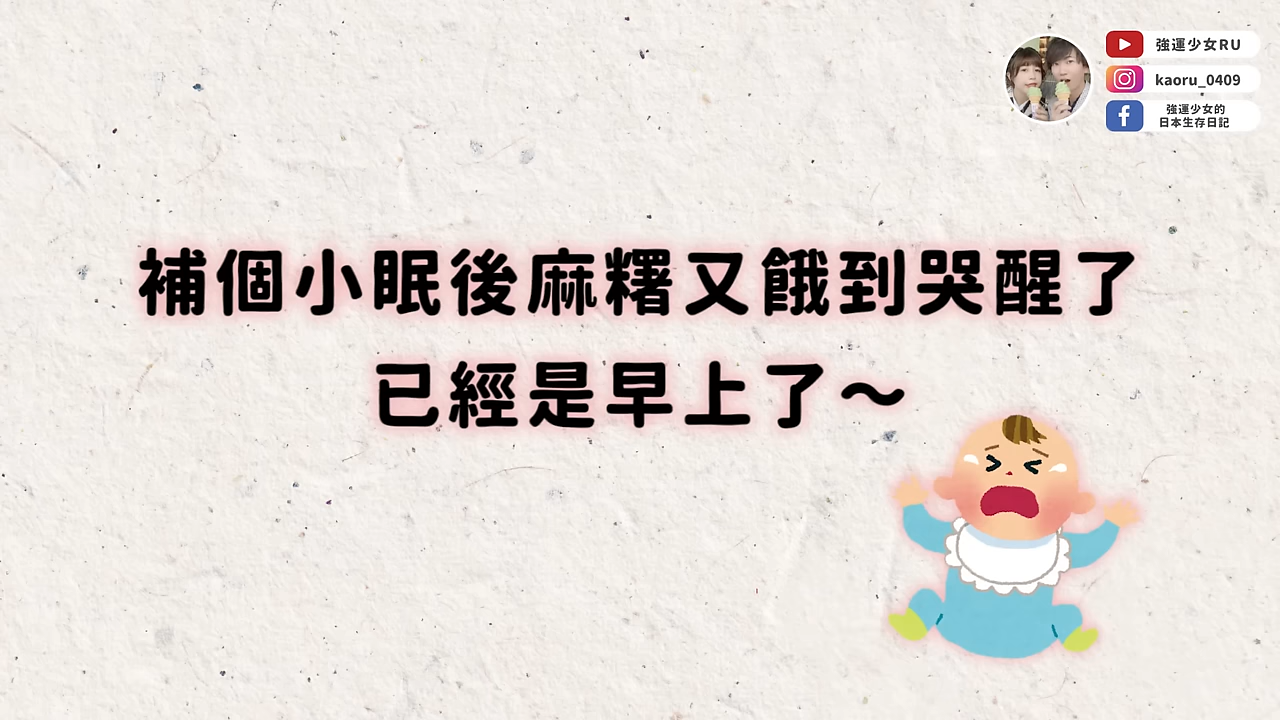 強運少女RU
kaoru_0409
強運少女的
日本生存日記
補個小眠後麻糬又餓到哭醒了
已經是早上了～